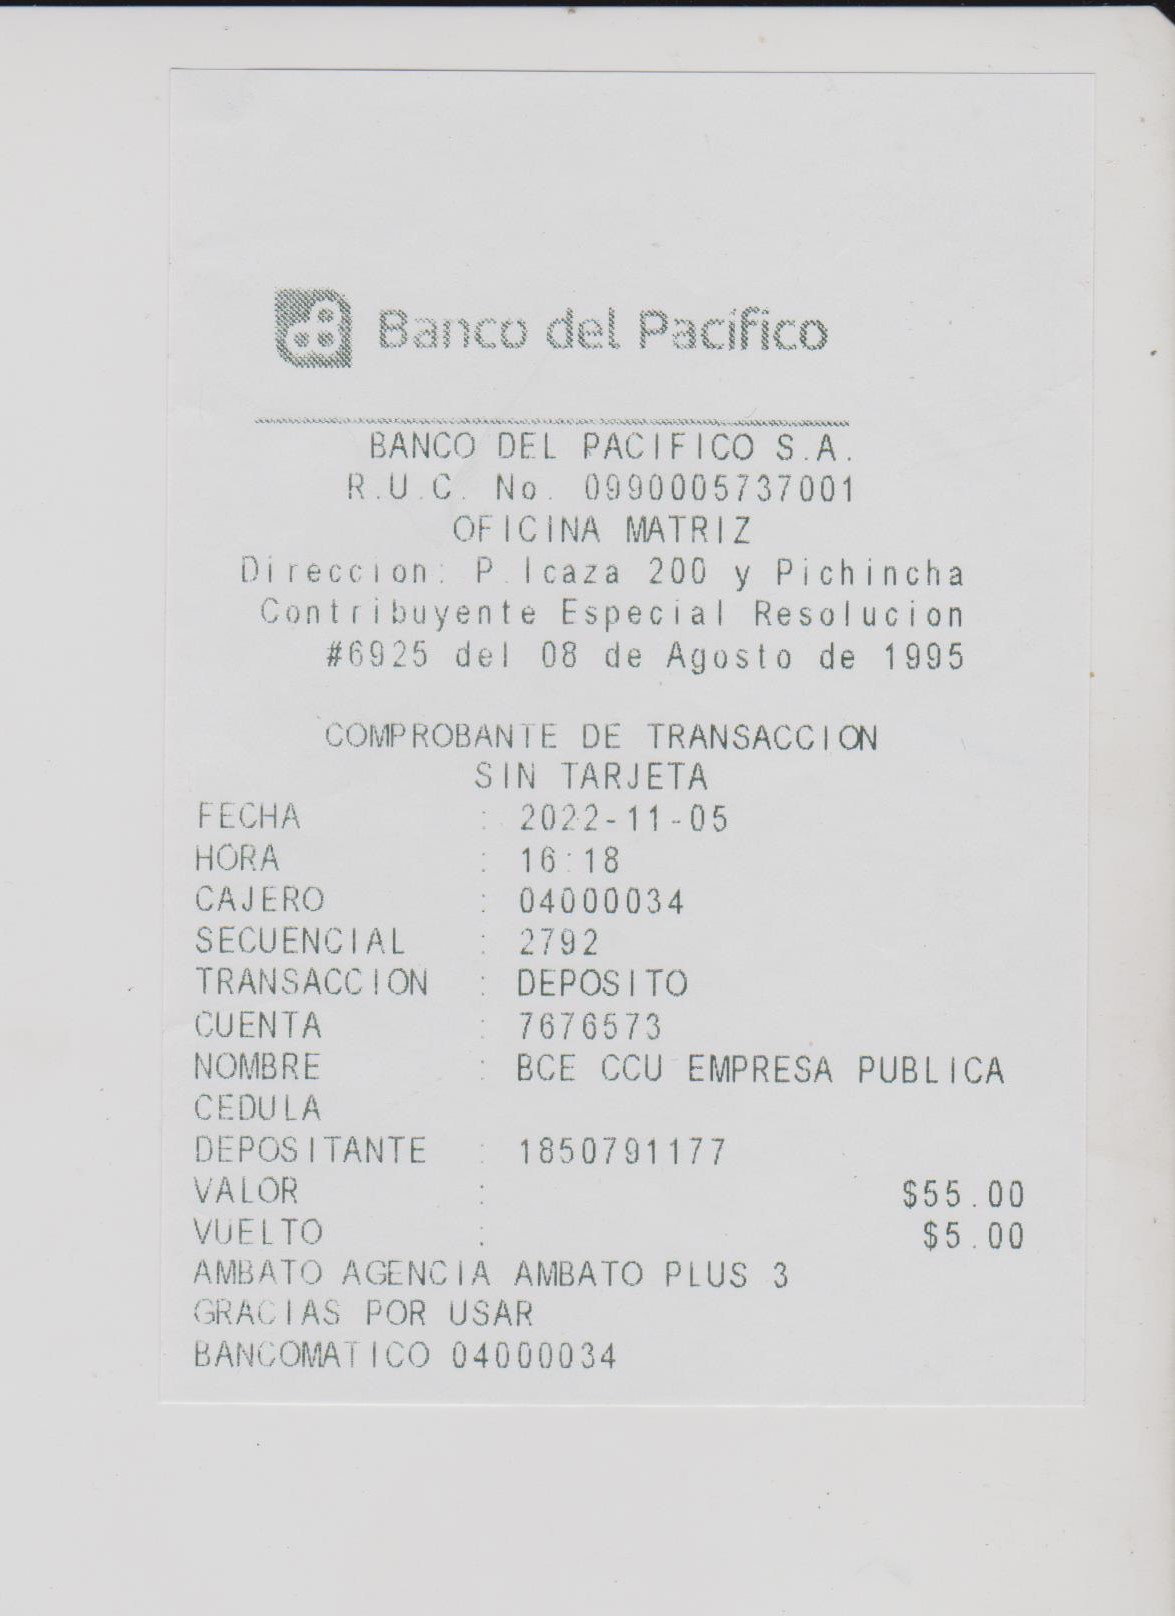 Banco del Pacífico
BANCO DEL PACIFICO S.A.
R.U.C. No. 0990005737001
OFICINA MATRIZ
Direccion: P.Icaza 200 y Pichincha
Contribuyente Especial Resolucion
#6925 del 08 de Agosto de 1995
COMPROBANTE DE TRANSACCION
SIN TARJETA
FECHA : 2022-11-05
HORA : 16:18
CAJERO : 04000034
SECUENCIAL : 2792
TRANSACCION : DEPOSITO
CUENTA : 7676573
NOMBRE : BCE CCU EMPRESA PUBLICA
CEDULA
DEPOSITANTE : 1850791177
VALOR : $55.00
VUELTO : $5.00
AMBATO AGENCIA AMBATO PLUS 3
GRACIAS POR USAR
BANCOMATICO 04000034